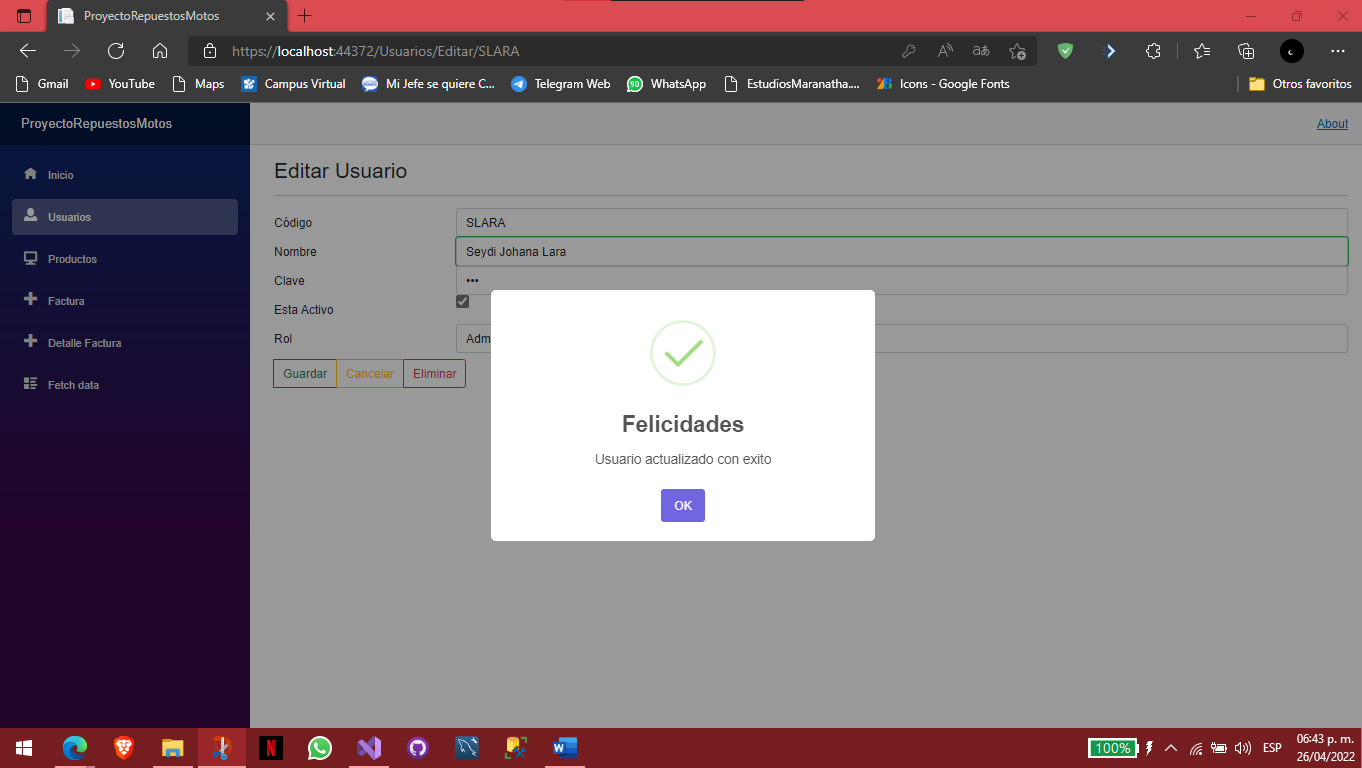 ProyectoRepuestosMotos
https://localhost:44372/Usuarios/Editar/SLARA
Gmail
YouTube
Maps
Campus Virtual
Mi Jefe se quiere C...
Telegram Web
90
WhatsApp
EstudiosMaranatha....
Icons - Google Fonts
Otros favoritos
ProyectoRepuestosMotos
About
Inicio
Usuarios
Productos
Factura
Detalle Factura
Fetch data
Editar Usuario
Código
SLARA
Nombre
Seydi Johana Lara
Clave
•••
Esta Activo
Rol
Adm
Guardar
Cancelar
Eliminar
Felicidades
Usuario actualizado con exito
OK
100%
ESP
06:43 p. m.
26/04/2022